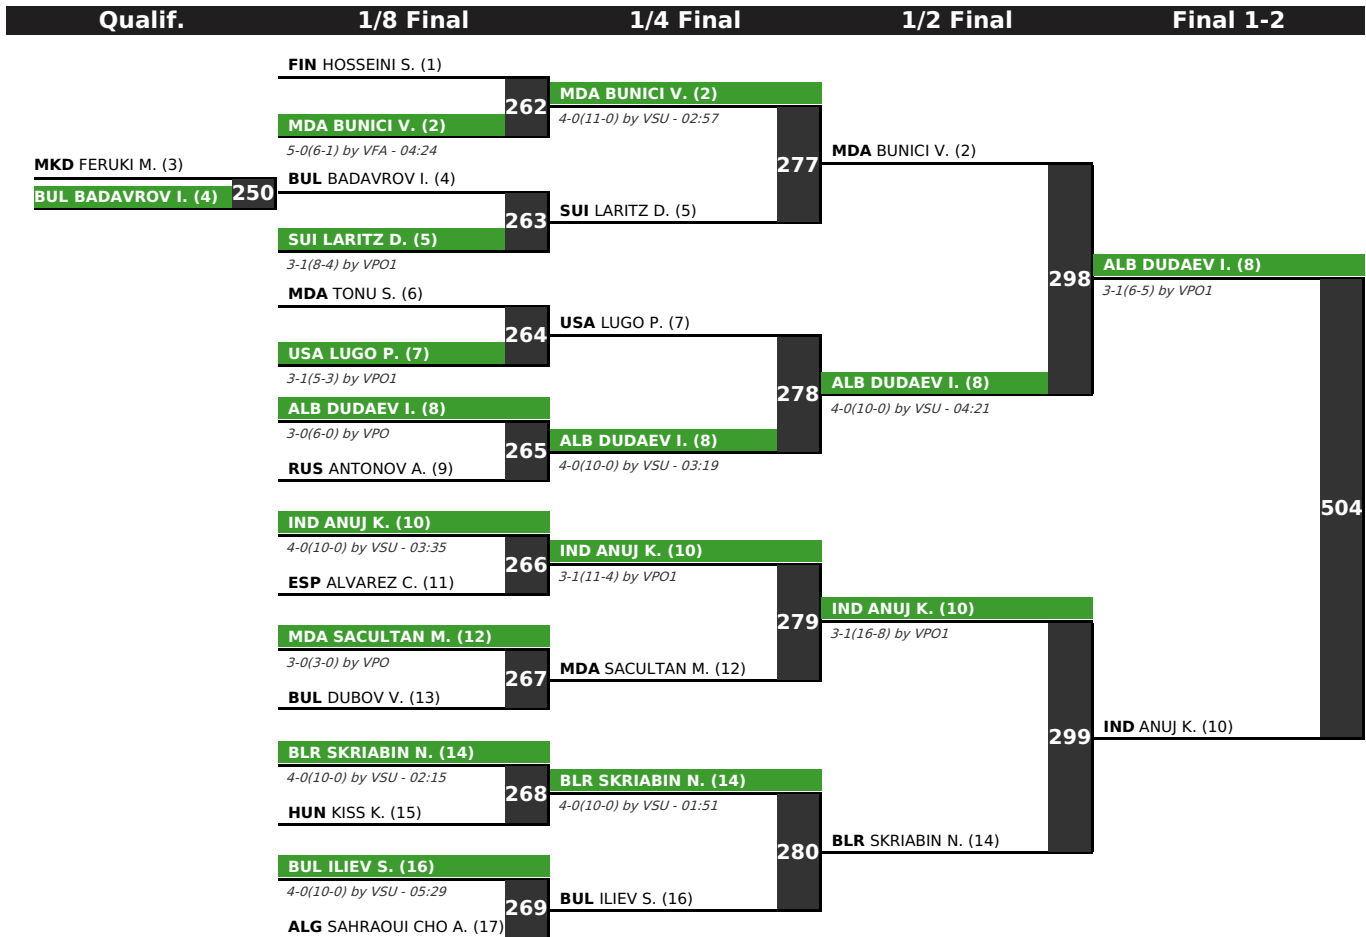 Qualif.
1/8 Final
1/4 Final
1/2 Final
Final 1-2
MKD FERUKI M. (3)
BUL BADAVROV I. (4)
250
FIN HOSSEINI S. (1)
MDA BUNICI V. (2)
262
5-0(6-1) by VFA - 04:24
BUL BADAVROV I. (4)
SUI LARITZ D. (5)
263
3-1(8-4) by VPO1
MDA TONU S. (6)
USA LUGO P. (7)
264
3-1(5-3) by VPO1
ALB DUDAEV I. (8)
3-0(6-0) by VPO
RUS ANTONOV A. (9)
265
IND ANUJ K. (10)
4-0(10-0) by VSU - 03:35
ESP ALVAREZ C. (11)
266
MDA SACULTAN M. (12)
3-0(3-0) by VPO
BUL DUBOV V. (13)
267
BLR SKRIABIN N. (14)
4-0(10-0) by VSU - 02:15
HUN KISS K. (15)
268
BUL ILIEV S. (16)
4-0(10-0) by VSU - 05:29
ALG SAHRAOUI CHO A. (17)
269
MDA BUNICI V. (2)
4-0(11-0) by VSU - 02:57
SUI LARITZ D. (5)
277
USA LUGO P. (7)
ALB DUDAEV I. (8)
278
4-0(10-0) by VSU - 03:19
IND ANUJ K. (10)
3-1(11-4) by VPO1
MDA SACULTAN M. (12)
279
BLR SKRIABIN N. (14)
4-0(10-0) by VSU - 01:51
BUL ILIEV S. (16)
280
MDA BUNICI V. (2)
ALB DUDAEV I. (8)
298
4-0(10-0) by VSU - 04:21
IND ANUJ K. (10)
3-1(16-8) by VPO1
BLR SKRIABIN N. (14)
299
ALB DUDAEV I. (8)
3-1(6-5) by VPO1
IND ANUJ K. (10)
504